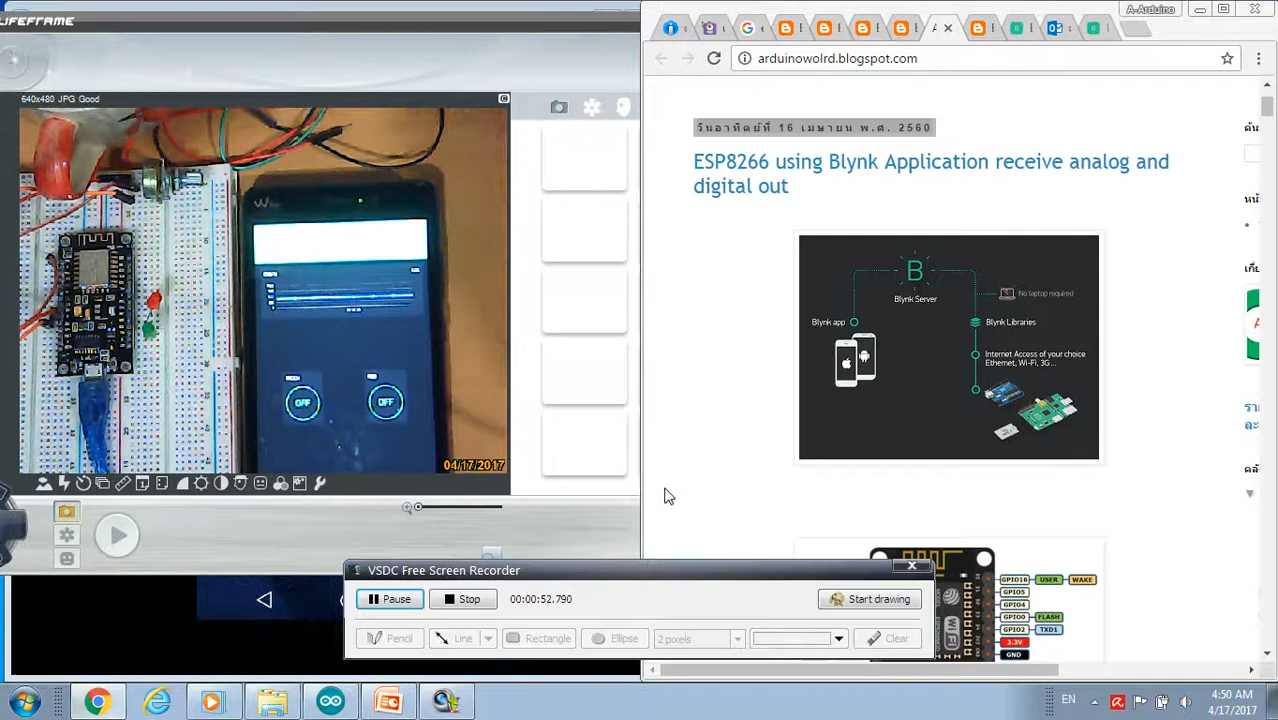 LIFEFRAME
640x480 JPG Good
Wiko
OFF
OFF
04/17/2017
A-Arduino
arduinowolrd.blogspot.com
วันอาทิตย์ที่ 16 เมษายน พ.ศ. 2560
ESP8266 using Blynk Application receive analog and
digital out
B
Blynk Server
No laptop required
Blynk app
Blynk Libraries
Internet Access of your choice
Ethernet, Wi-Fi, 3G ...
GPIO16 USER WAKE
GPIO5
GPIO4
GPIO0 FLASH
GPIO2 TXD1
3.3V
GND
WiFi
VSDC Free Screen Recorder
Pause
Stop
00:00:52.790
Start drawing
Pencil
Line
Rectangle
Ellipse
2 pixels
Clear
EN
4:50 AM
4/17/2017